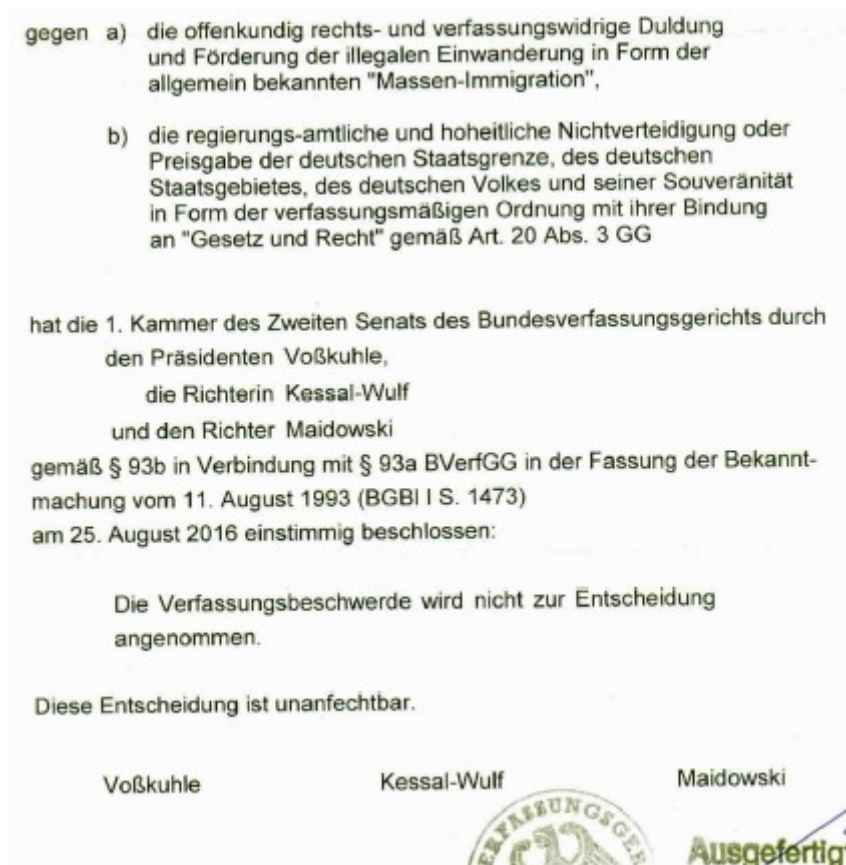 gegen a) die offenkundig rechts- und verfassungswidrige Duldung
und Förderung der illegalen Einwanderung in Form der
allgemein bekannten "Massen-Immigration",
b) die regierungs-amtliche und hoheitliche Nichtverteidigung oder
Preisgabe der deutschen Staatsgrenze, des deutschen
Staatsgebietes, des deutschen Volkes und seiner Souveränität
in Form der verfassungsmäßigen Ordnung mit ihrer Bindung
an "Gesetz und Recht" gemäß Art. 20 Abs. 3 GG
hat die 1. Kammer des Zweiten Senats des Bundesverfassungsgerichts durch
den Präsidenten Voßkuhle,
die Richterin Kessal-Wulf
und den Richter Maidowski
gemäß § 93b in Verbindung mit § 93a BVerfGG in der Fassung der Bekannt-
machung vom 11. August 1993 (BGBl I S. 1473)
am 25. August 2016 einstimmig beschlossen:
Die Verfassungsbeschwerde wird nicht zur Entscheidung
angenommen.
Diese Entscheidung ist unanfechtbar.
Voßkuhle Kessal-Wulf Maidowski
Ausgefertigt